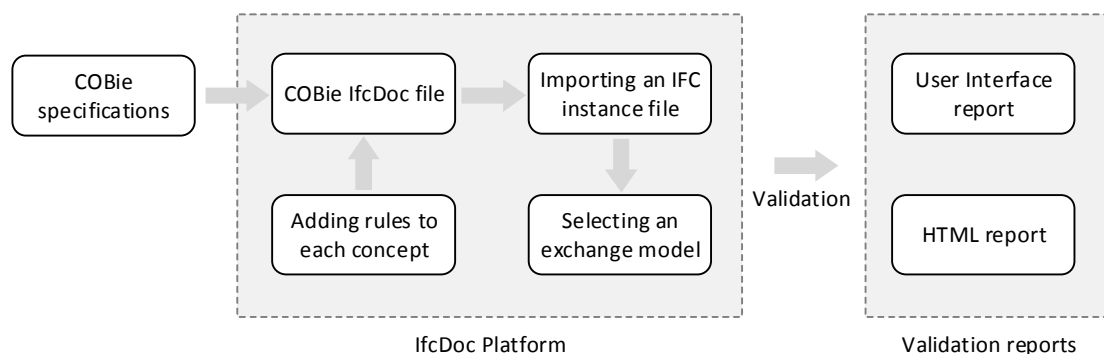 COBie
specifications
COBie IfcDoc file
Importing an IFC
instance file
User Interface
report
Adding rules to
each concept
Selecting an
exchange model
Validation
HTML report
IfcDoc Platform
Validation reports